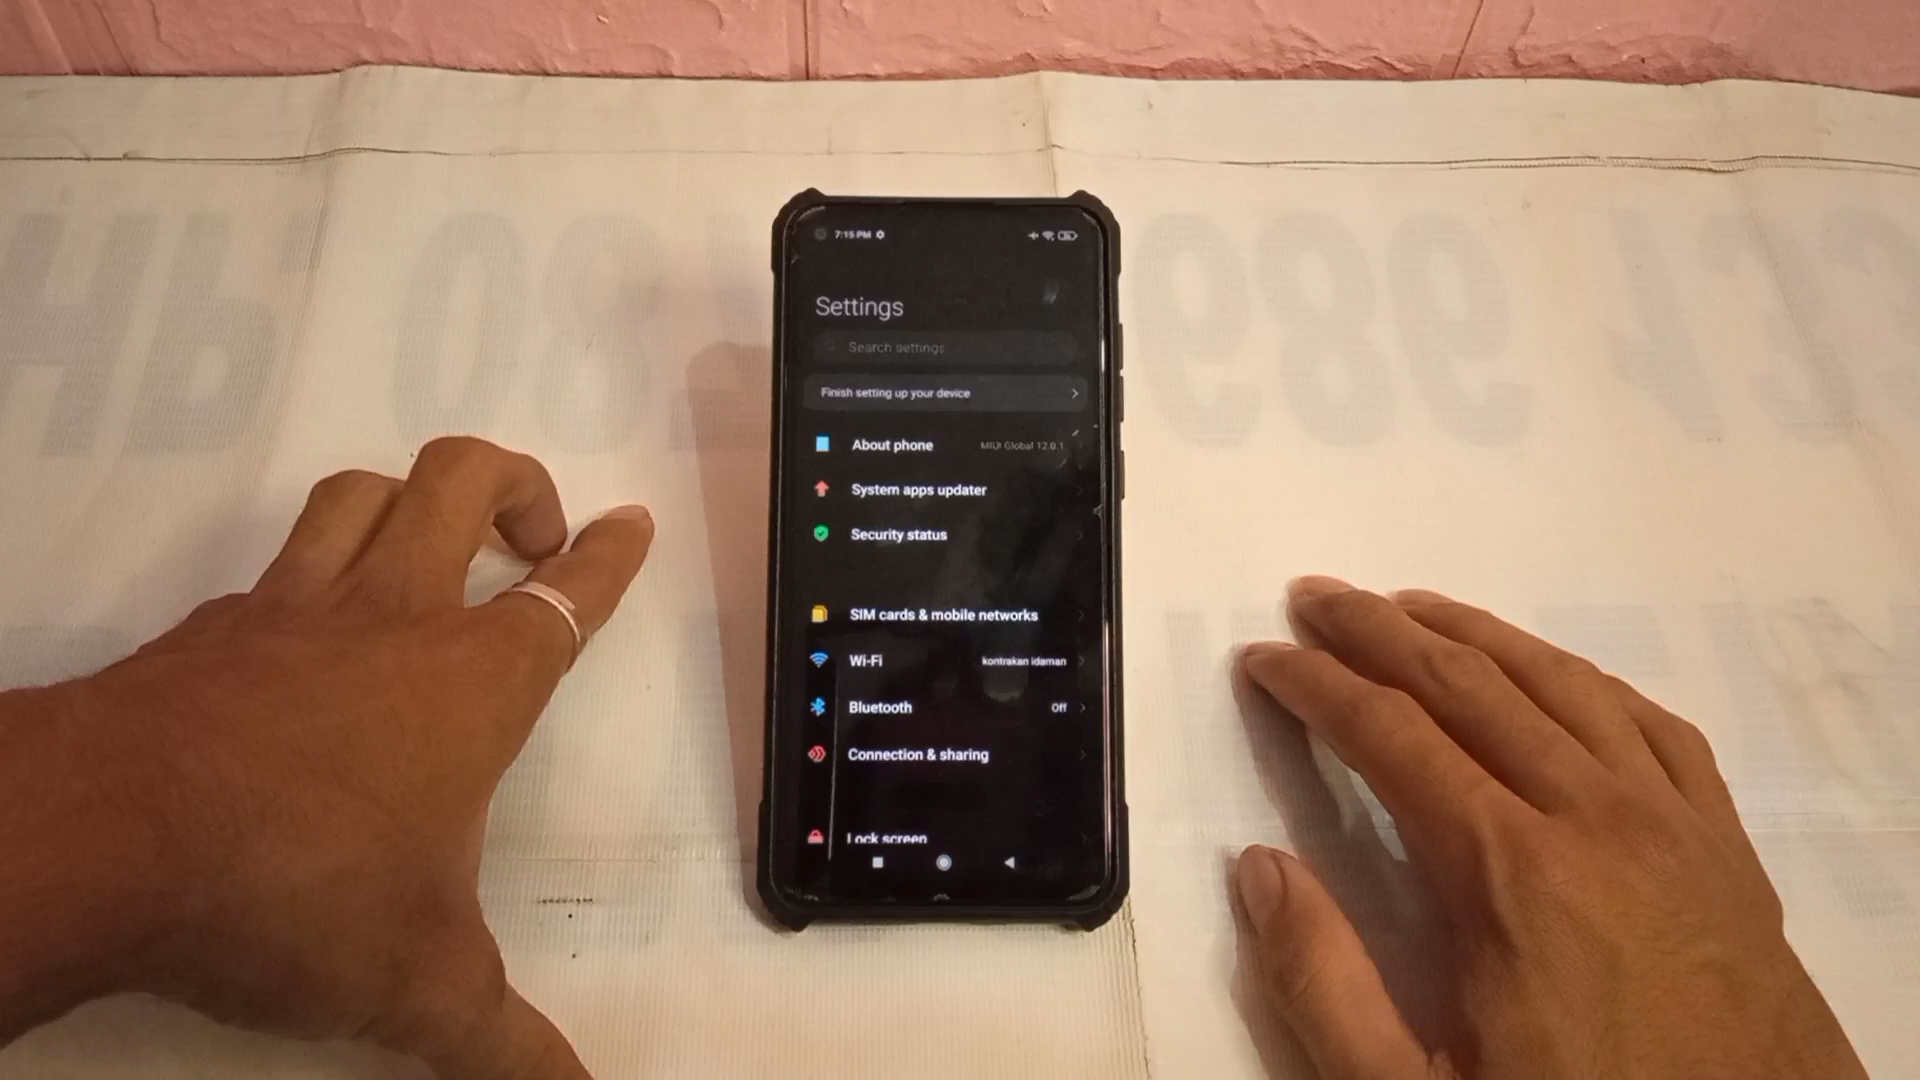 7:15 PM
Settings
Search settings
Finish setting up your device
About phone MIUI Global 12.0.1
System apps updater
Security status
SIM cards & mobile networks
Wi-Fi kontrakan idaman
Bluetooth Off
Connection & sharing
Lock screen